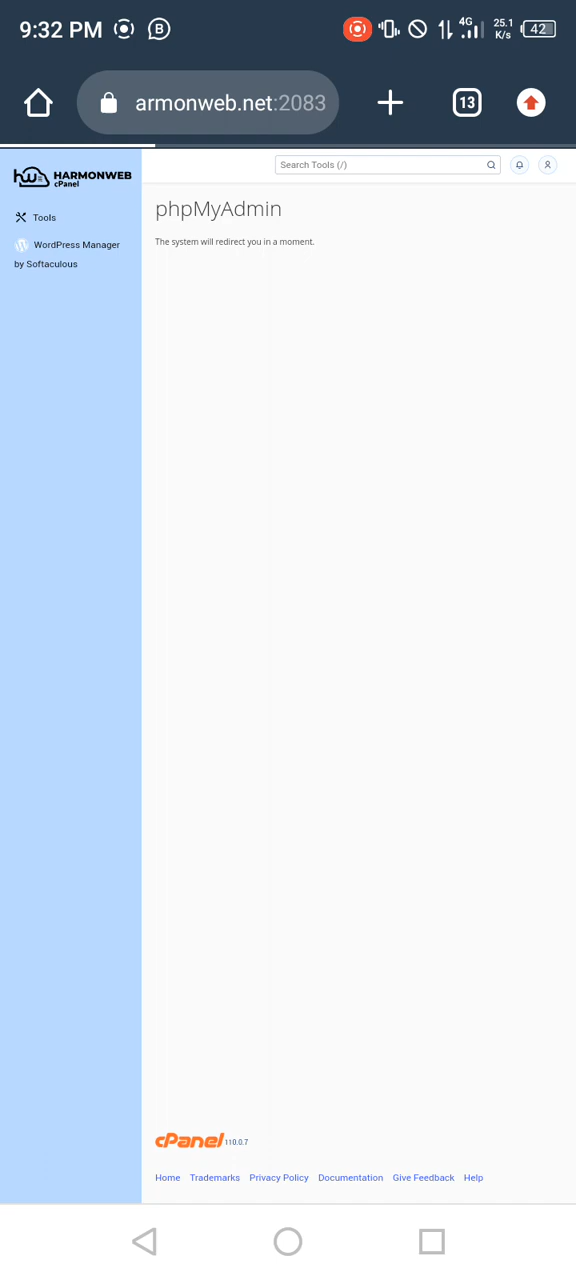 9:32 PM B 4G 25.1 K/s 42
armonweb.net:2083 13
HARMONWEB
cPanel
Search Tools (/)
Tools
WordPress Manager
by Softaculous
phpMyAdmin
The system will redirect you in a moment.
cPanel 110.0.7
Home Trademarks Privacy Policy Documentation Give Feedback Help